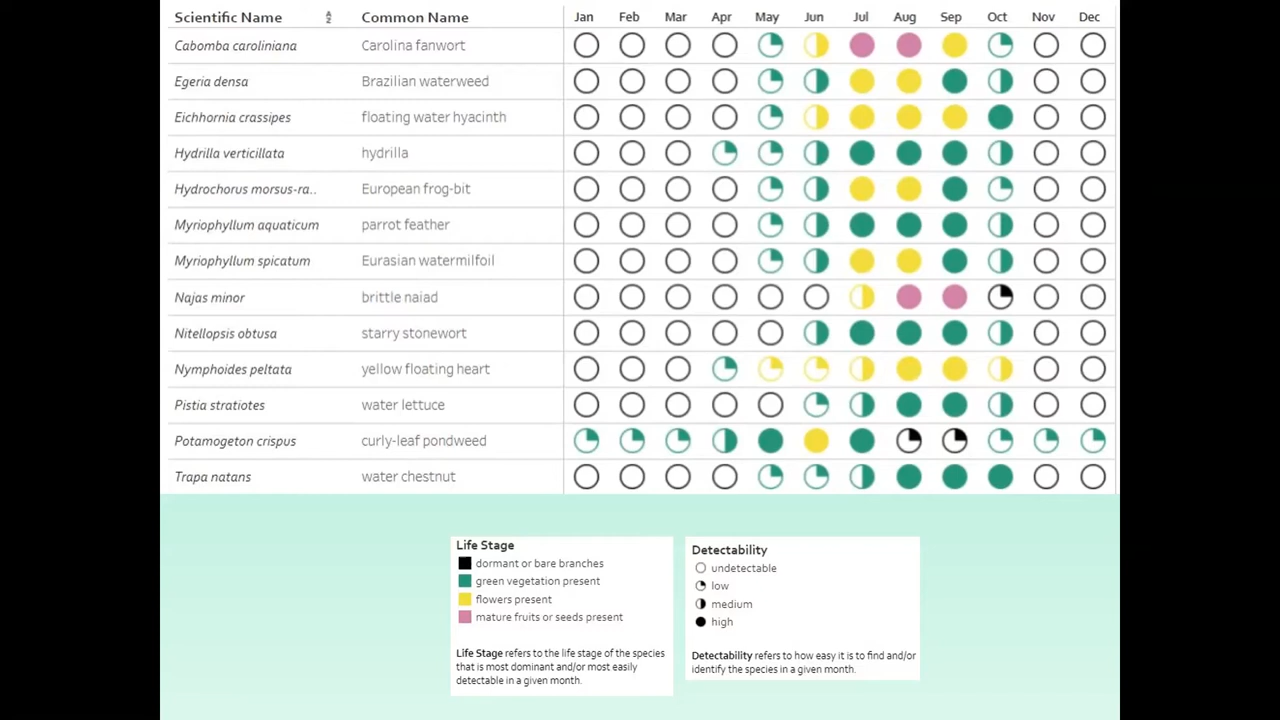 Scientific Name Common Name Jan Feb Mar Apr May Jun Jul Aug Sep Oct Nov Dec
Cabomba caroliniana Carolina fanwort
Egeria densa Brazilian waterweed
Eichhornia crassipes floating water hyacinth
Hydrilla verticillata hydrilla
Hydrochorus morsus-ra.. European frog-bit
Myriophyllum aquaticum parrot feather
Myriophyllum spicatum Eurasian watermilfoil
Najas minor brittle naiad
Nitellopsis obtusa starry stonewort
Nymphoides peltata yellow floating heart
Pistia stratiotes water lettuce
Potamogeton crispus curly-leaf pondweed
Trapa natans water chestnut
Life Stage
dormant or bare branches
green vegetation present
flowers present
mature fruits or seeds present
Life Stage refers to the life stage of the species
that is most dominant and/or most easily
detectable in a given month.
Detectability
undetectable
low
medium
high
Detectability refers to how easy it is to find and/or
identify the species in a given month.